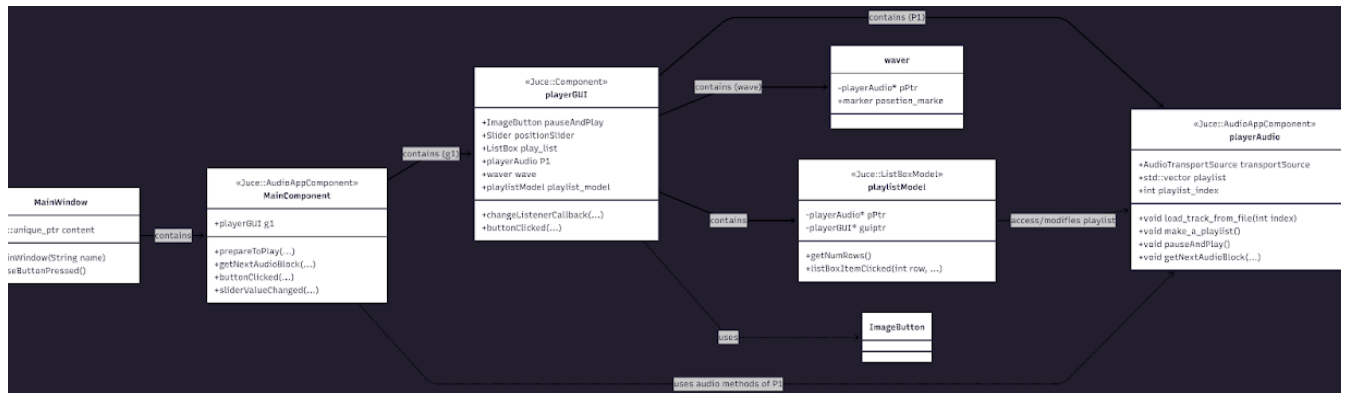 MainWindow
::unique_ptr content
inWindow(String name)
seButtonPressed()
contains
«Juce::AudioAppComponent»
MainComponent
+playerGUI g1
+prepareToPlay(...)
+getNextAudioBlock(...)
+buttonClicked(...)
+sliderValueChanged(...)
contains (g1)
«Juce::Component»
playerGUI
+ImageButton pauseAndPlay
+Slider positionSlider
+ListBox play_list
+playerAudio P1
+waver wave
+playlistModel playlist_model
+changeListenerCallback(...)
+buttonClicked(...)
contains (P1)
contains (wave)
waver
-playerAudio* pPtr
+marker posetion_marke
contains
«Juce::ListBoxModel»
playlistModel
-playerAudio* pPtr
-playerGUI* guiptr
+getNumRows()
+listBoxItemClicked(int row, ...)
access/modifies playlist
uses
ImageButton
uses audio methods of P1
«Juce::AudioAppComponent»
playerAudio
+AudioTransportSource transportSource
+std::vector playlist
+int playlist_index
+void load_track_from_file(int index)
+void make_a_playlist()
+void pauseAndPlay()
+void getNextAudioBlock(...)